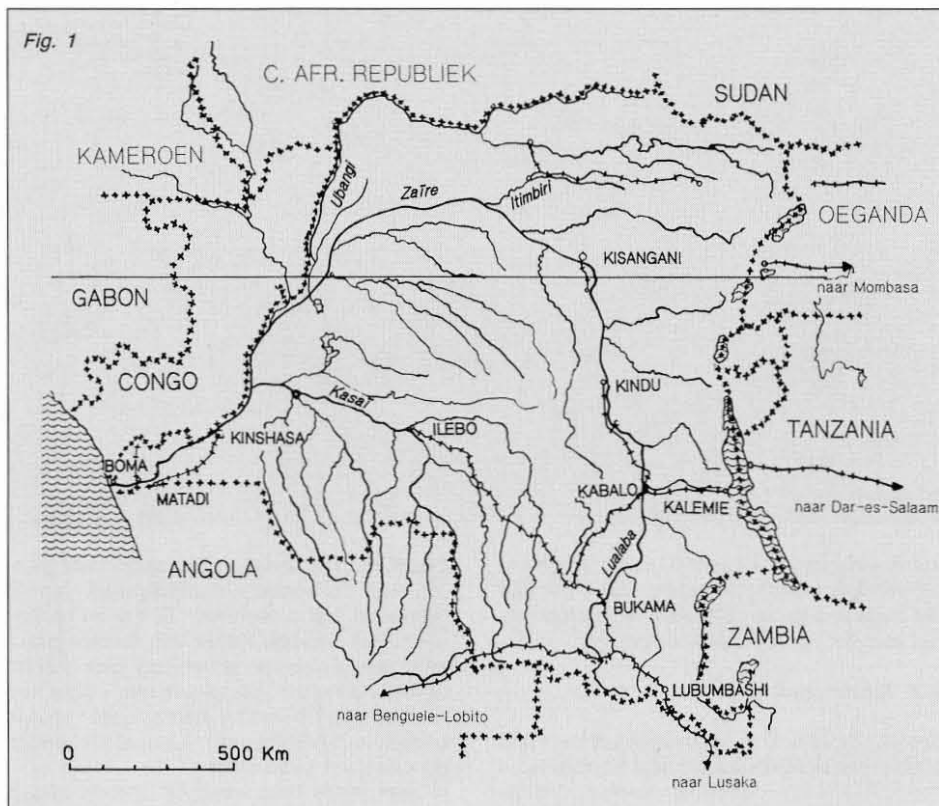 Fig. 1
C. AFR. REPUBLIEK
SUDAN
KAMEROEN
Ubangi
Zaïre
Itimbiri
OEGANDA
KISANGANI
naar Mombasa
GABON
CONGO
KINDU
Kasaï
ILEBO
TANZANIA
KINSHASA
BOMA
MATADI
KABALO
KALEMIE
naar Dar-es-Salaam
Lualaba
ANGOLA
BUKAMA
ZAMBIA
LUBUMBASHI
naar Benguele-Lobito
0 500 Km
naar Lusaka